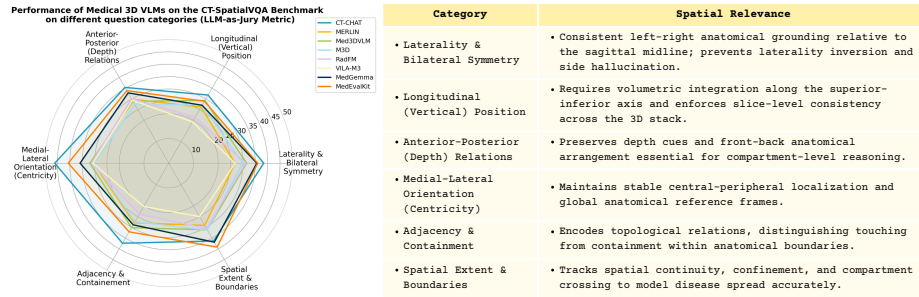 Performance of Medical 3D VLMs on the CT-SpatialVQA Benchmark
on different question categories (LLM-as-Jury Metric)
CT-CHAT
MERLIN
Med3DVLM
M3D
RadFM
VILA-M3
MedGemma
MedEvalKit
Anterior-
Posterior
(Depth)
Relations
Longitudinal
(Vertical)
Position
Medial-
Lateral
Orientation
(Centricity)
Laterality &
Bilateral
Symmetry
Adjacency &
Containment
Spatial
Extent &
Boundaries
10
20
25
30
35
40
45
50
Category
Spatial Relevance
• Laterality &
Bilateral Symmetry
• Consistent left-right anatomical grounding relative to
the sagittal midline; prevents laterality inversion and
side hallucination.
• Longitudinal
(Vertical) Position
• Requires volumetric integration along the superior-
inferior axis and enforces slice-level consistency
across the 3D stack.
• Anterior-Posterior
(Depth) Relations
• Preserves depth cues and front-back anatomical
arrangement essential for compartment-level reasoning.
• Medial-Lateral
Orientation
(Centricity)
• Maintains stable central-peripheral localization and
global anatomical reference frames.
• Adjacency &
Containment
• Encodes topological relations, distinguishing touching
from containment within anatomical boundaries.
• Spatial Extent &
Boundaries
• Tracks spatial continuity, confinement, and compartment
crossing to model disease spread accurately.